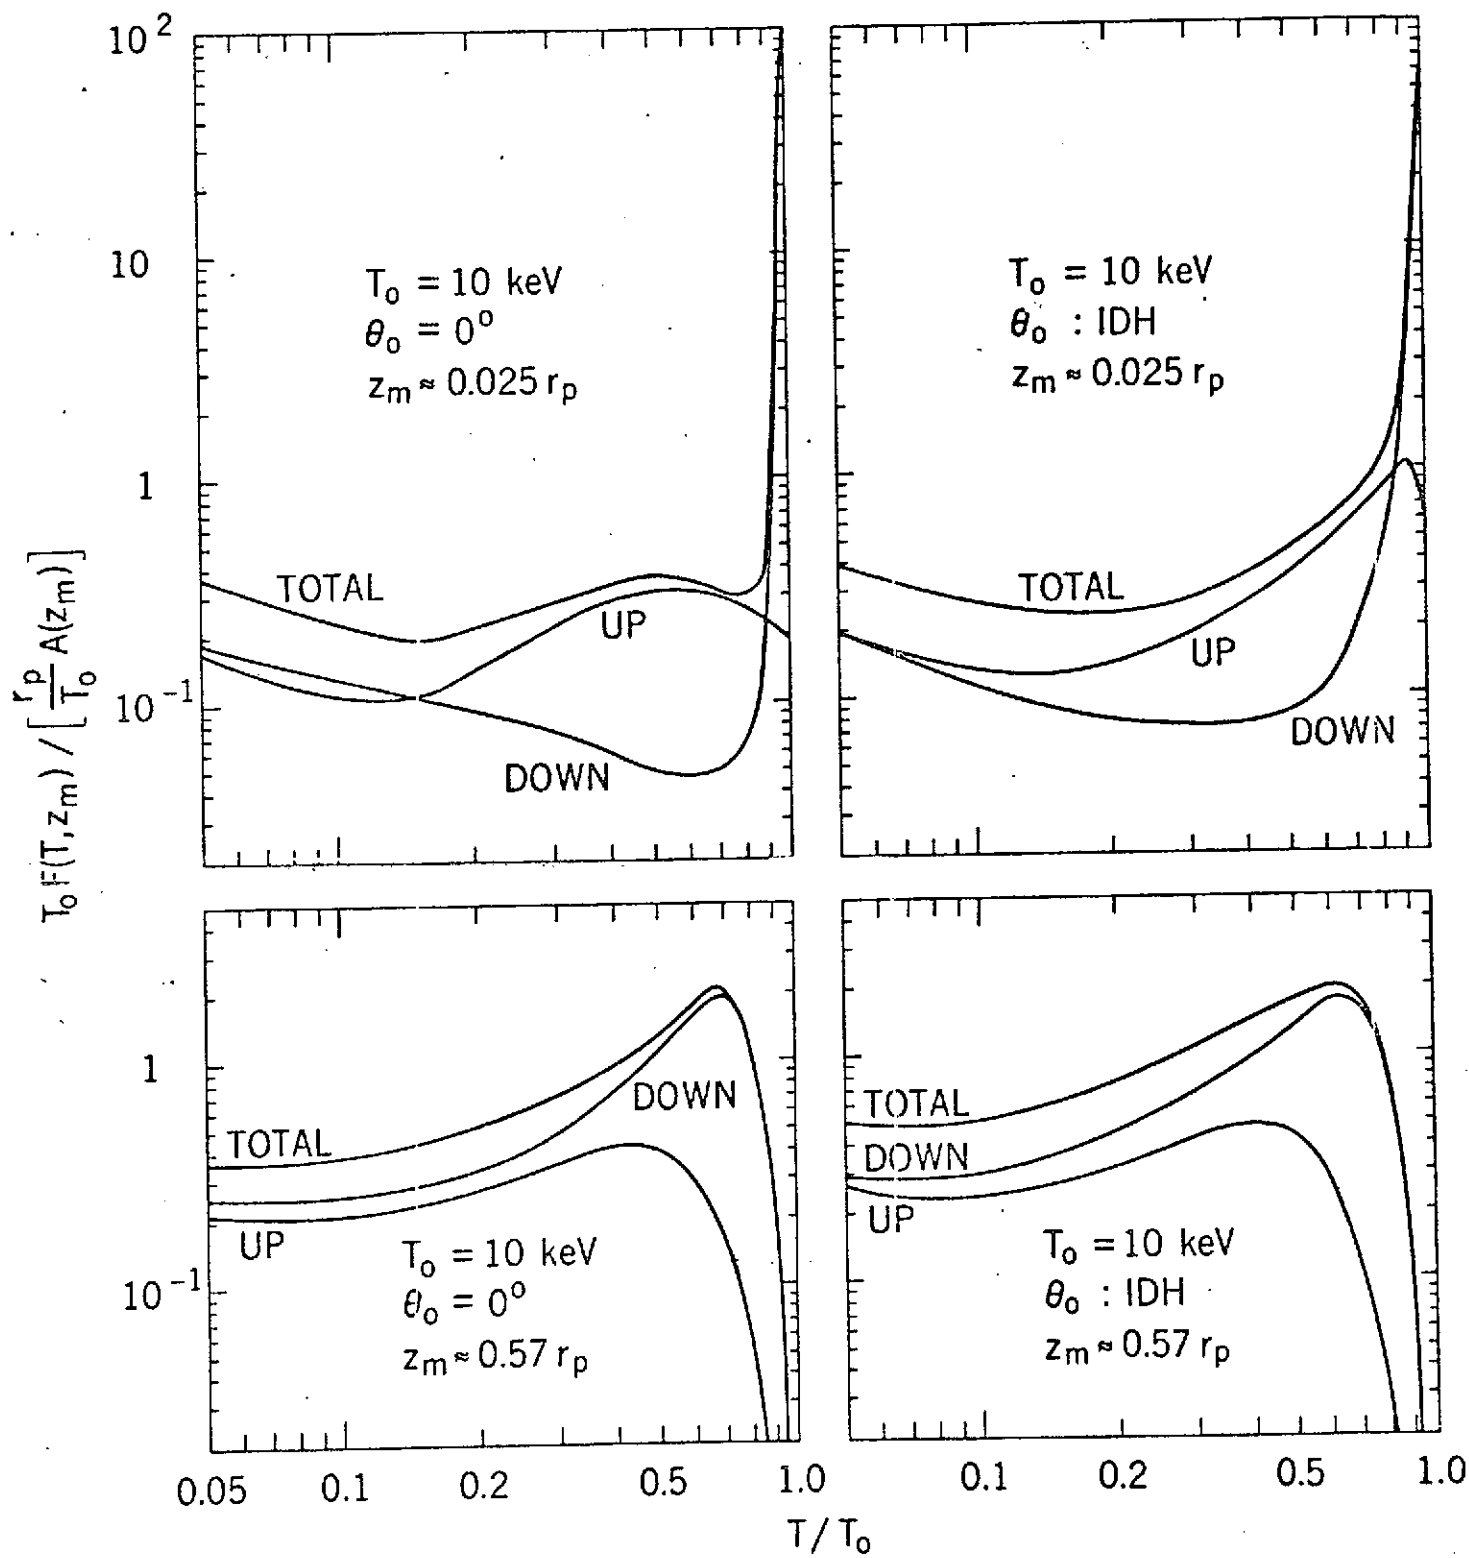 10²
10
1
10⁻¹
1
10⁻¹
T₀ F(T, z_m) / [r_p/T₀ A(z_m)]
T₀ = 10 keV
θ₀ = 0°
z_m ≈ 0.025 r_p
TOTAL
UP
DOWN
T₀ = 10 keV
θ₀ : IDH
z_m ≈ 0.025 r_p
TOTAL
UP
DOWN
TOTAL
DOWN
UP
T₀ = 10 keV
θ₀ = 0°
z_m ≈ 0.57 r_p
TOTAL
DOWN
UP
T₀ = 10 keV
θ₀ : IDH
z_m ≈ 0.57 r_p
0.05 0.1 0.2 0.5 1.0
0.1 0.2 0.5 1.0
T/T₀